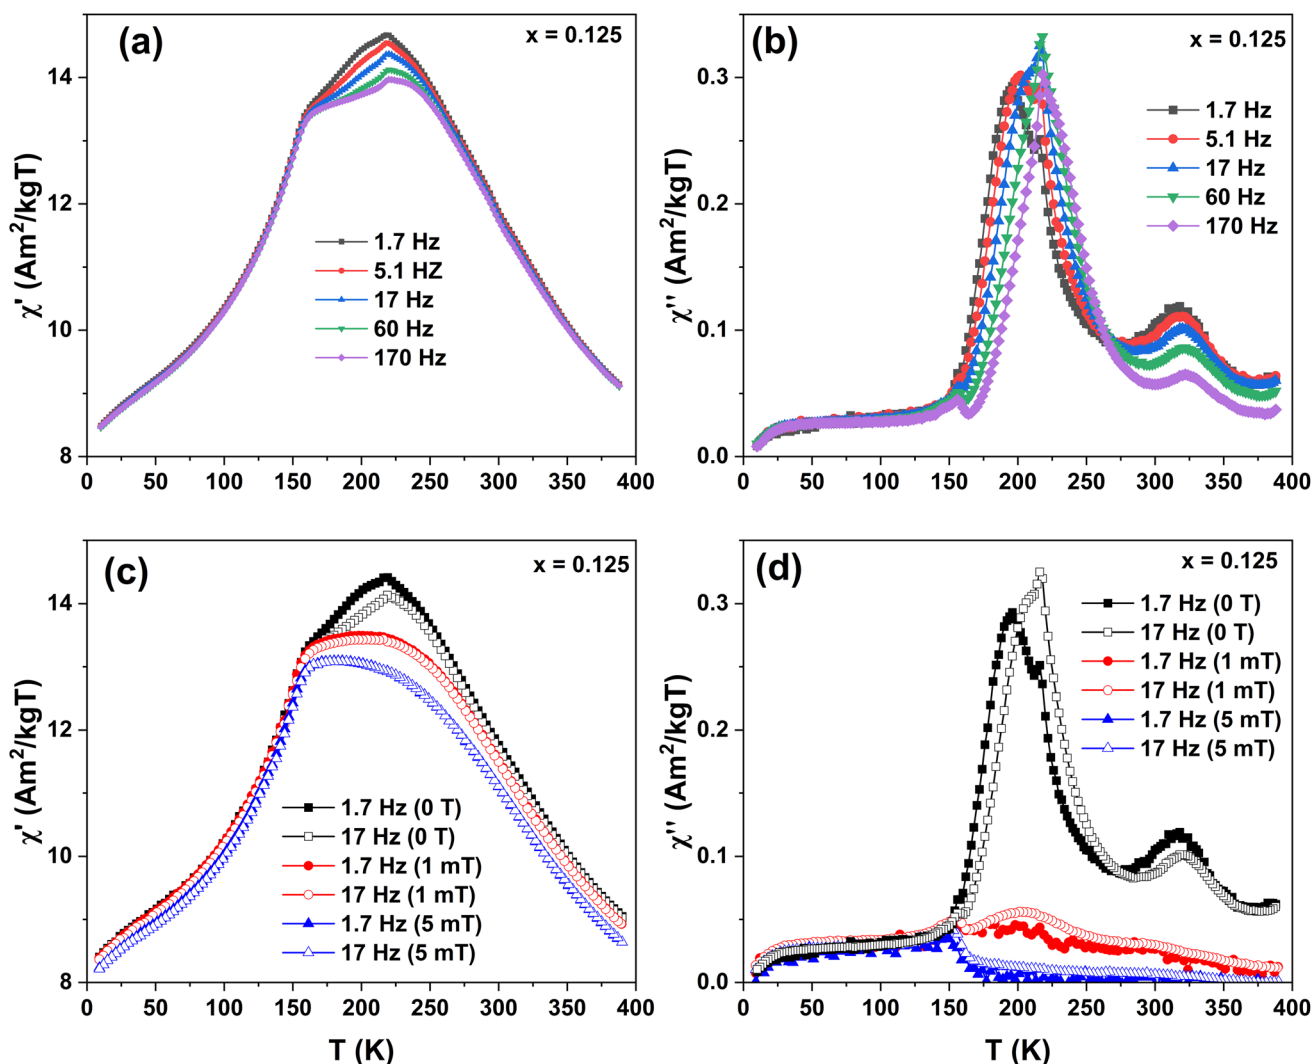 (a)
x = 0.125
χ' (Am²/kgT)
14
12
10
8
1.7 Hz
5.1 HZ
17 Hz
60 Hz
170 Hz
0 50 100 150 200 250 300 350 400
(b)
x = 0.125
χ'' (Am²/kgT)
0.3
0.2
0.1
0.0
1.7 Hz
5.1 Hz
17 Hz
60 Hz
170 Hz
0 50 100 150 200 250 300 350 400
(c)
x = 0.125
χ' (Am²/kgT)
14
12
10
8
1.7 Hz (0 T)
17 Hz (0 T)
1.7 Hz (1 mT)
17 Hz (1 mT)
1.7 Hz (5 mT)
17 Hz (5 mT)
0 50 100 150 200 250 300 350 400
T (K)
(d)
x = 0.125
χ'' (Am²/kgT)
0.3
0.2
0.1
0.0
1.7 Hz (0 T)
17 Hz (0 T)
1.7 Hz (1 mT)
17 Hz (1 mT)
1.7 Hz (5 mT)
17 Hz (5 mT)
0 50 100 150 200 250 300 350 400
T (K)